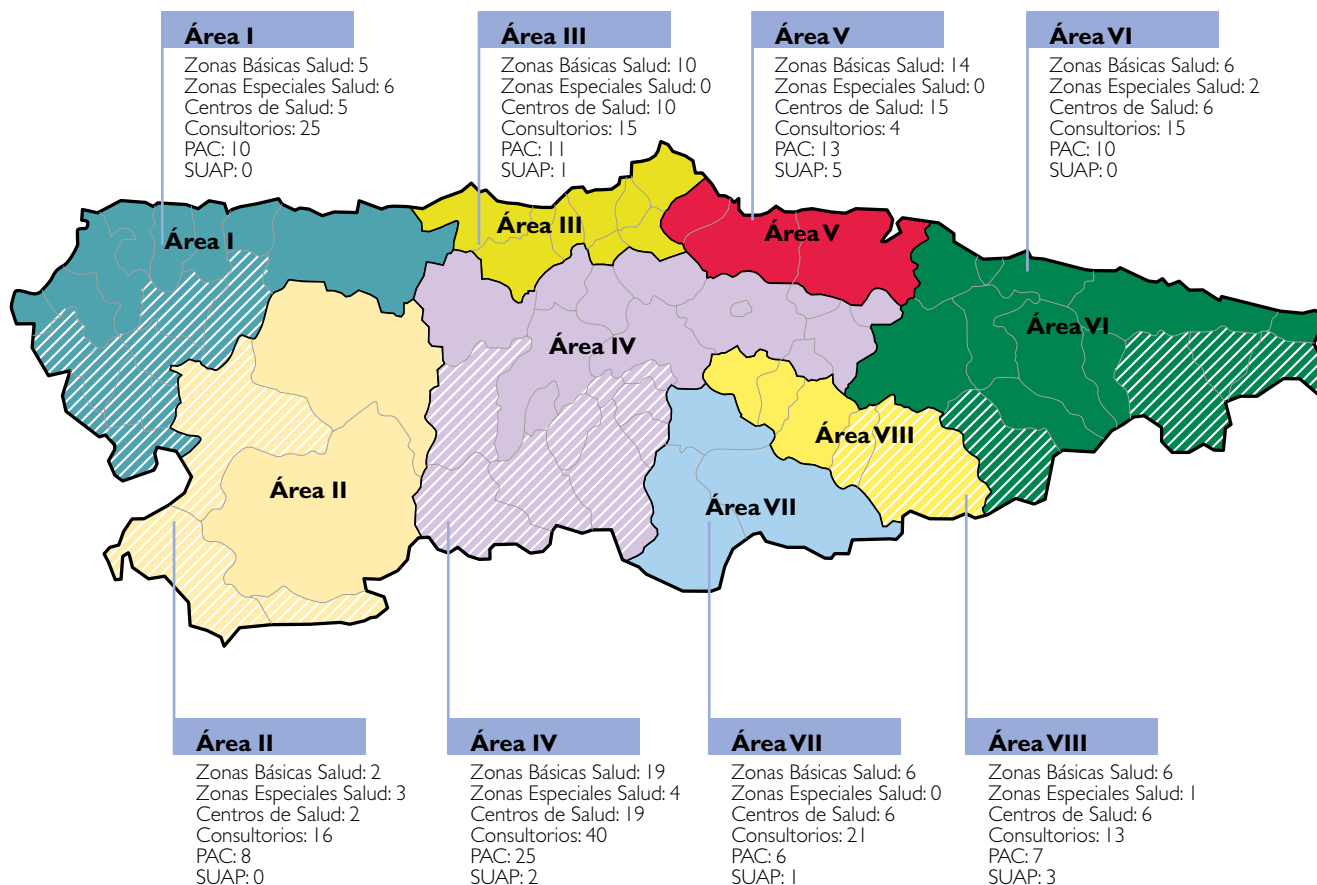 Área I
Zonas Básicas Salud: 5
Zonas Especiales Salud: 6
Centros de Salud: 5
Consultorios: 25
PAC: 10
SUAP: 0
Área III
Zonas Básicas Salud: 10
Zonas Especiales Salud: 0
Centros de Salud: 10
Consultorios: 15
PAC: 11
SUAP: 1
Área V
Zonas Básicas Salud: 14
Zonas Especiales Salud: 0
Centros de Salud: 15
Consultorios: 4
PAC: 13
SUAP: 5
Área VI
Zonas Básicas Salud: 6
Zonas Especiales Salud: 2
Centros de Salud: 6
Consultorios: 15
PAC: 10
SUAP: 0
Área I
Área III
Área V
Área IV
Área VI
Área VIII
Área II
Área VII
Área II
Zonas Básicas Salud: 2
Zonas Especiales Salud: 3
Centros de Salud: 2
Consultorios: 16
PAC: 8
SUAP: 0
Área IV
Zonas Básicas Salud: 19
Zonas Especiales Salud: 4
Centros de Salud: 19
Consultorios: 40
PAC: 25
SUAP: 2
Área VII
Zonas Básicas Salud: 6
Zonas Especiales Salud: 0
Centros de Salud: 6
Consultorios: 21
PAC: 6
SUAP: 1
Área VIII
Zonas Básicas Salud: 6
Zonas Especiales Salud: 1
Centros de Salud: 6
Consultorios: 13
PAC: 7
SUAP: 3